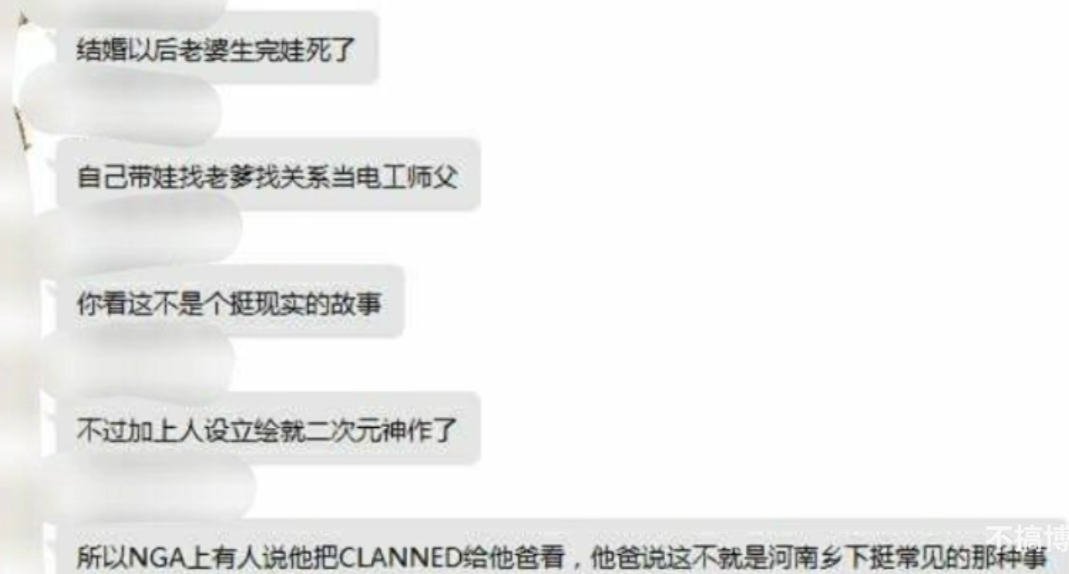 结婚以后老婆生完娃死了
自己带娃找老爹找关系当电工师父
你看这不是个挺现实的故事
不过加上人设立绘就二次元神作了
不搞博
所以NGA上有人说他把CLANNED给他爸看，他爸说这不就是河南乡下挺常见的那种事